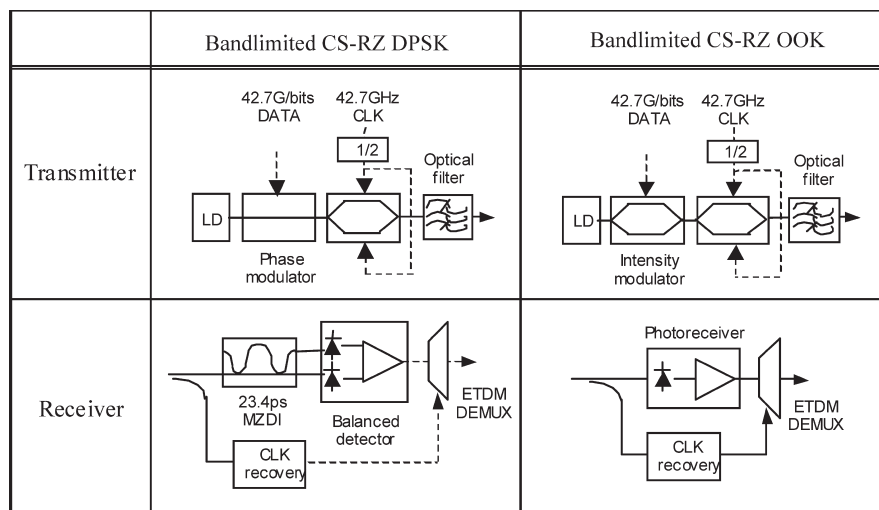 Bandlimited CS-RZ DPSK
Bandlimited CS-RZ OOK
Transmitter
42.7G/bits
DATA
42.7GHz
CLK
1/2
Optical
filter
LD
Phase
modulator
42.7G/bits
DATA
42.7GHz
CLK
1/2
Optical
filter
LD
Intensity
modulator
Receiver
23.4ps
MZDI
Balanced
detector
ETDM
DEMUX
CLK
recovery
Photoreceiver
ETDM
DEMUX
CLK
recovery